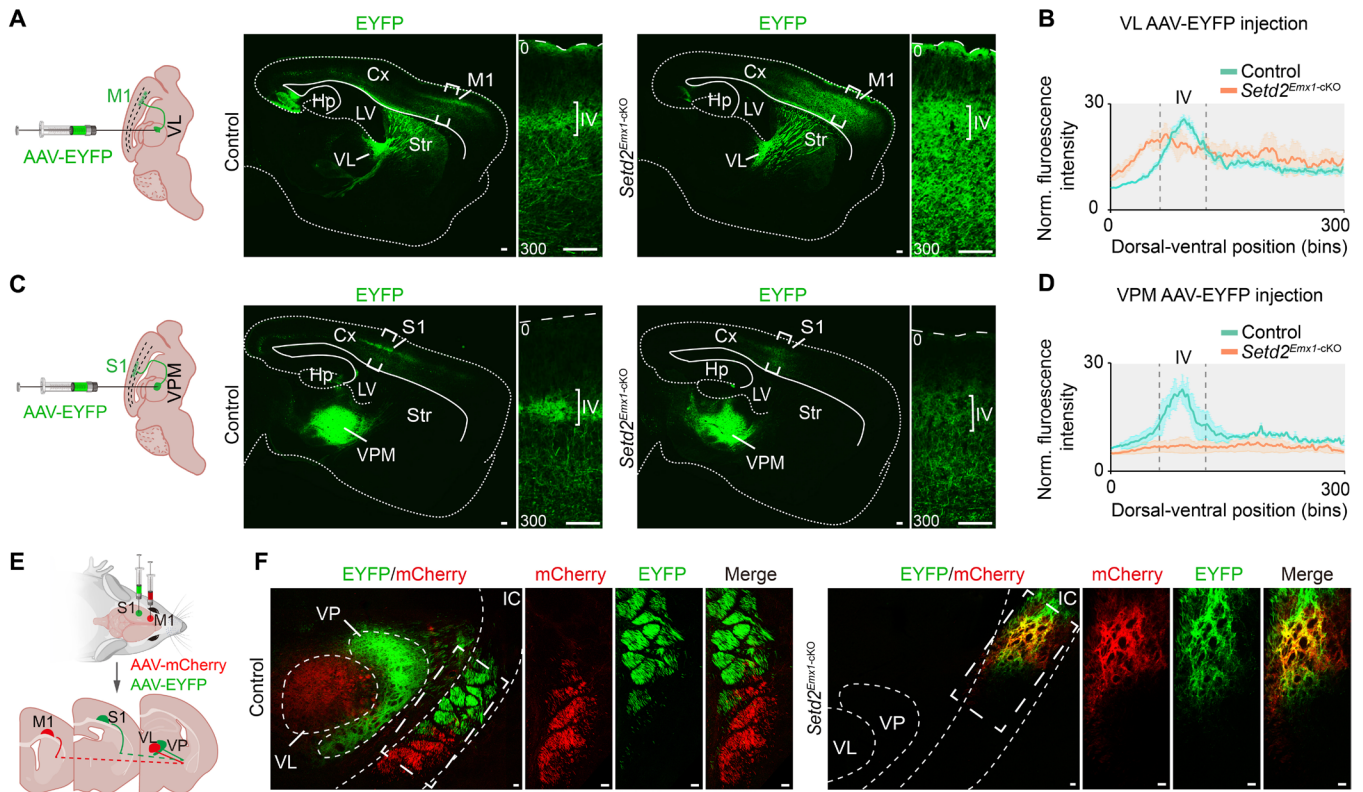 A
EYFP
EYFP
M1
VL
AAV-EYFP
Control
Cx
M1
Hp
LV
VL
Str
0
IV
300
Setd2Emx1-cKO
Cx
M1
Hp
LV
VL
Str
0
IV
300
B
VL AAV-EYFP injection
Control
Setd2Emx1-cKO
IV
30
0
Norm. fluroescence
intensity
0
300
Dorsal-ventral position (bins)
C
EYFP
EYFP
S1
VPM
AAV-EYFP
Control
Cx
S1
Hp
LV
Str
VPM
0
IV
300
Setd2Emx1-cKO
Cx
S1
Hp
LV
Str
VPM
0
IV
300
D
VPM AAV-EYFP injection
Control
Setd2Emx1-cKO
IV
30
0
Norm. fluroescence
intensity
0
300
Dorsal-ventral position (bins)
E
S1
M1
AAV-mCherry
AAV-EYFP
M1
S1
VL
VP
F
EYFP/mCherry
mCherry
EYFP
Merge
Control
VP
IC
VL
EYFP/mCherry
mCherry
EYFP
Merge
Setd2Emx1-cKO
IC
VP
VL